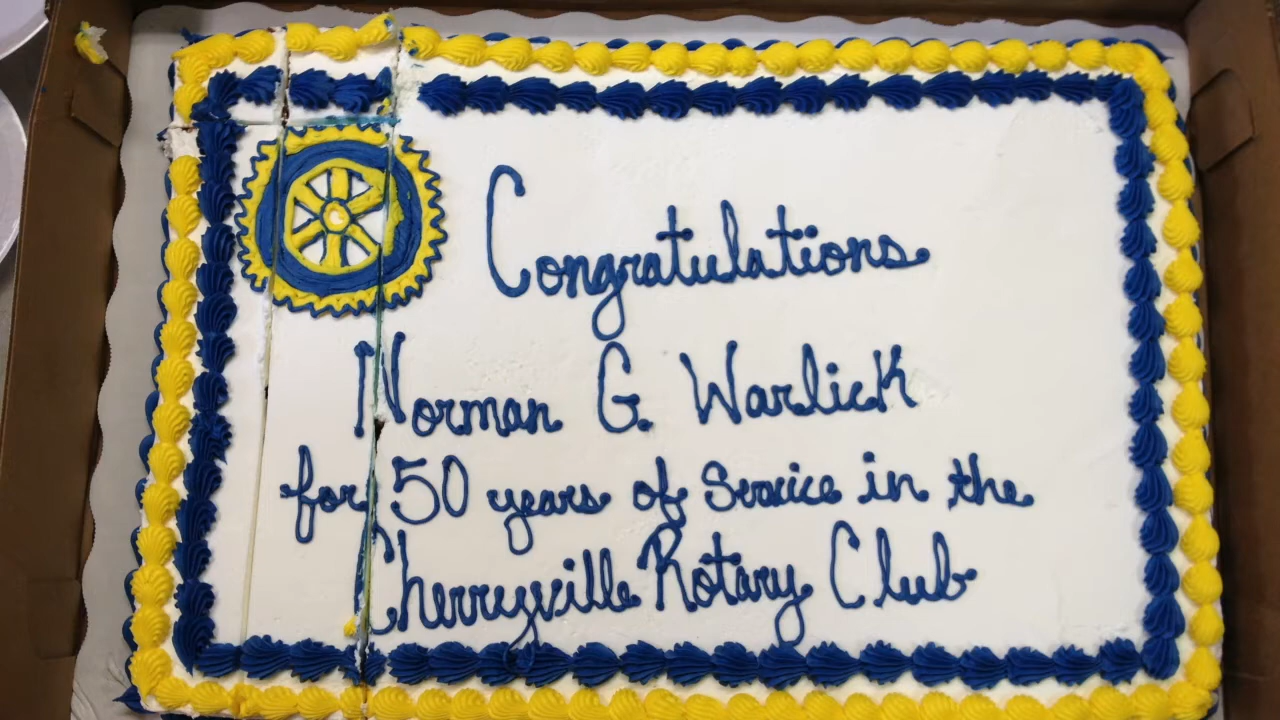 Congratulations
Norman G. Warlick
for 50 years of Service in the
Cherryville Rotary Club